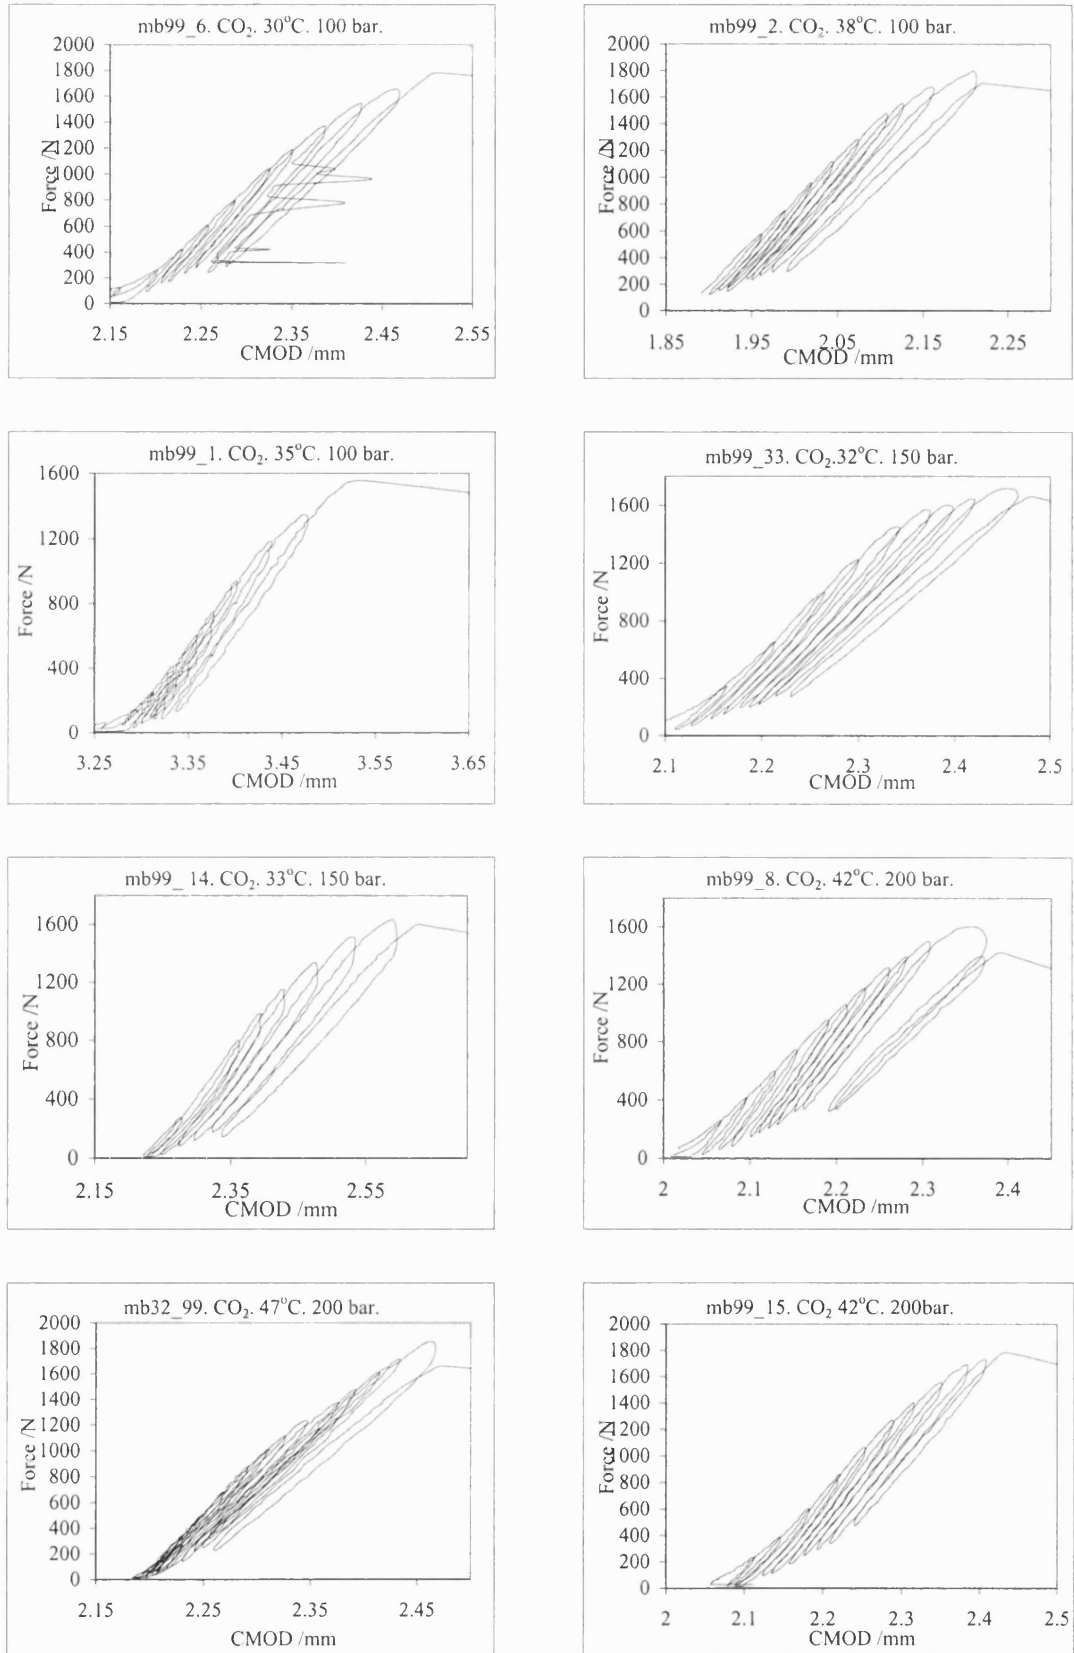 mb99_6. CO₂. 30°C. 100 bar.
2000
1800
1600
1400
1200
1000
800
600
400
200
0
Force /N
2.15 2.25 2.35 2.45 2.55
CMOD /mm
mb99_2. CO₂. 38°C. 100 bar.
2000
1800
1600
1400
1200
1000
800
600
400
200
0
Force /N
1.85 1.95 2.05 2.15 2.25
CMOD /mm
mb99_1. CO₂. 35°C. 100 bar.
1600
1200
800
400
0
Force /N
3.25 3.35 3.45 3.55 3.65
CMOD /mm
mb99_33. CO₂.32°C. 150 bar.
1600
1200
800
400
0
Force /N
2.1 2.2 2.3 2.4 2.5
CMOD /mm
mb99_ 14. CO₂. 33°C. 150 bar.
1600
1200
800
400
0
Force /N
2.15 2.35 2.55
CMOD /mm
mb99_8. CO₂. 42°C. 200 bar.
1600
1200
800
400
0
Force /N
2 2.1 2.2 2.3 2.4
CMOD /mm
mb32_99. CO₂. 47°C. 200 bar.
2000
1800
1600
1400
1200
1000
800
600
400
200
0
Force /N
2.15 2.25 2.35 2.45
CMOD /mm
mb99_15. CO₂ 42°C. 200bar.
2000
1800
1600
1400
1200
1000
800
600
400
200
0
Force /N
2 2.1 2.2 2.3 2.4 2.5
CMOD /mm